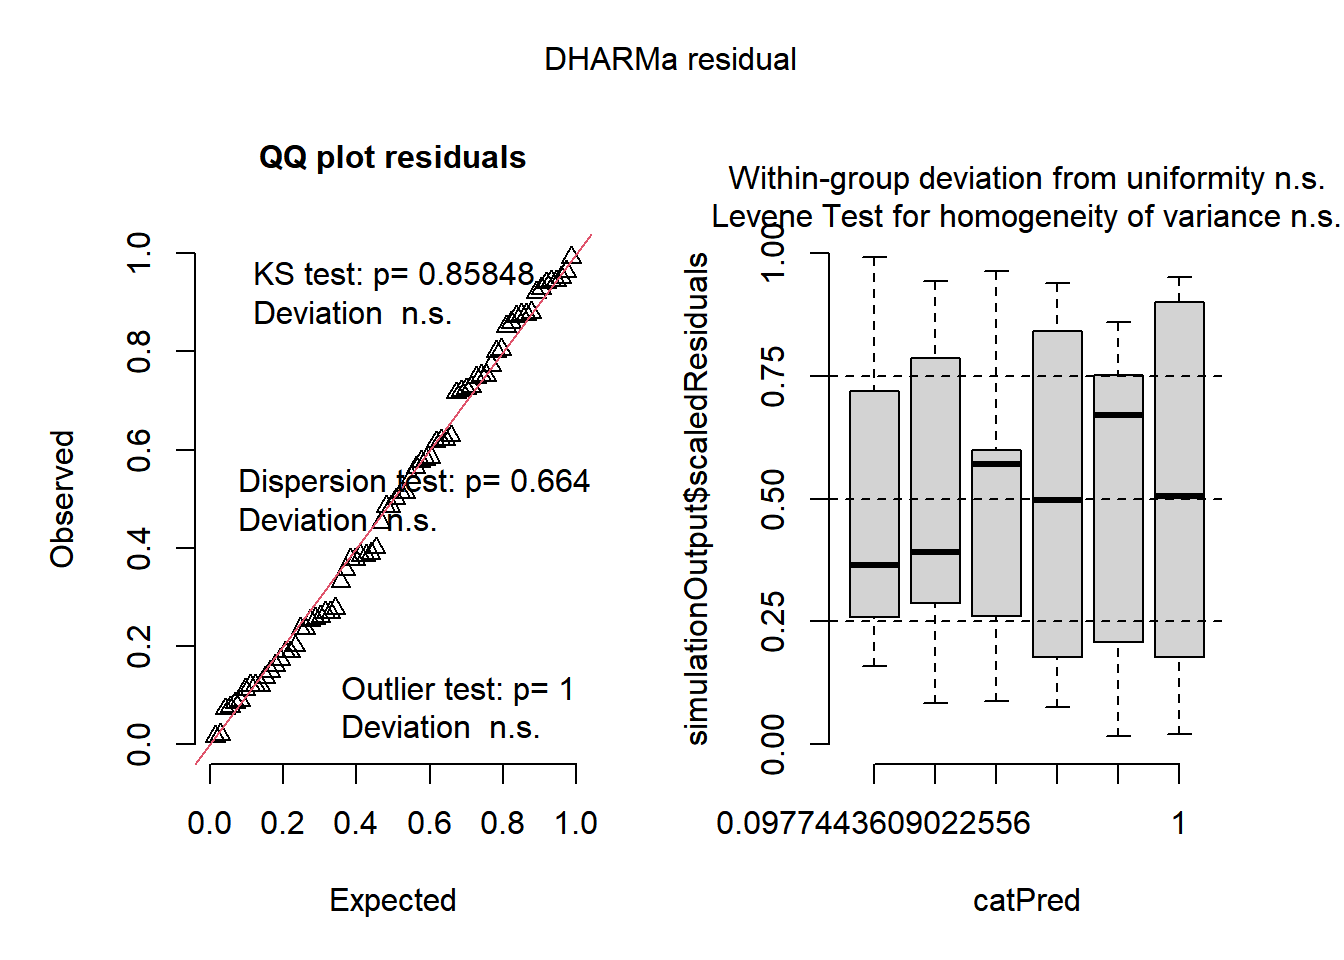 DHARMa residual
QQ plot residuals
KS test: p= 0.85848
Deviation  n.s.
Dispersion test: p= 0.664
Deviation  n.s.
Outlier test: p= 1
Deviation  n.s.
Observed
0.0 0.2 0.4 0.6 0.8 1.0
0.0 0.2 0.4 0.6 0.8 1.0
Expected
Within-group deviation from uniformity n.s.
Levene Test for homogeneity of variance n.s.
simulationOutput$scaledResiduals
0.00 0.25 0.50 0.75 1.00
0.0977443609022556 1
catPred